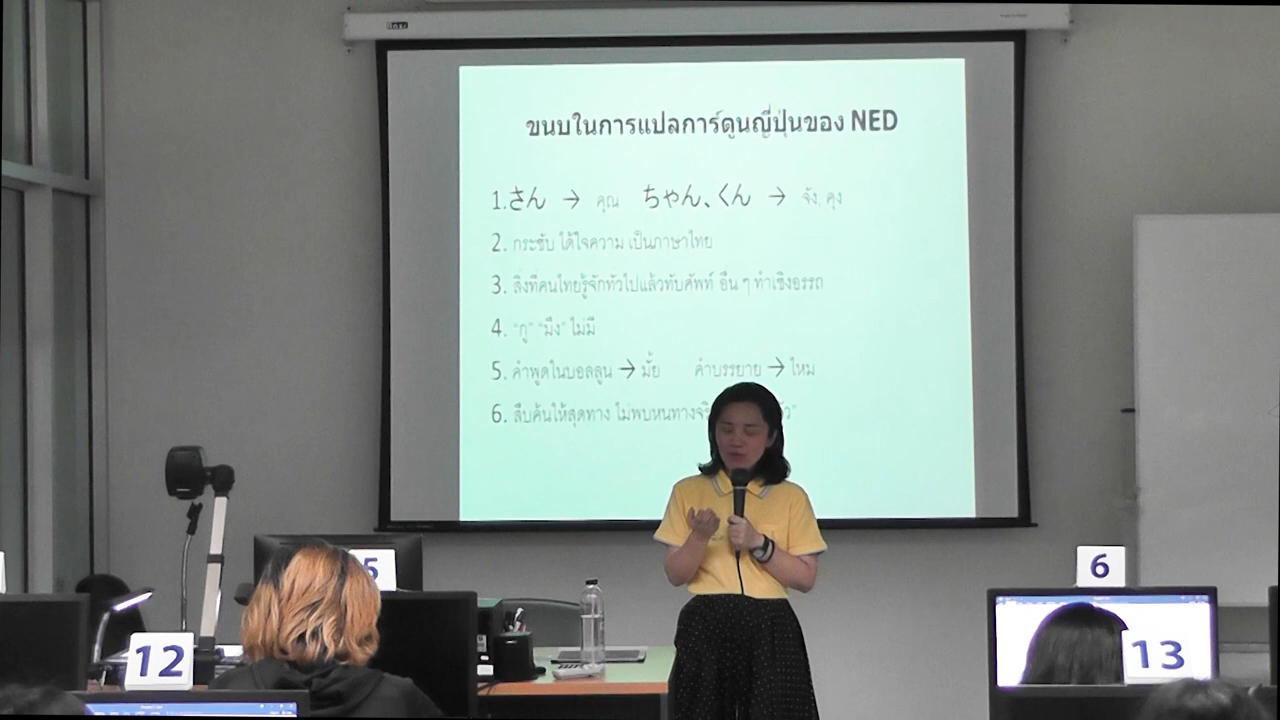 ขนบในการแปลการ์ตูนญี่ปุ่นของ NED
1.さん → คุณ ちゃん、くん → จัง, คุง
2. กระชับ ได้ใจความ เป็นภาษาไทย
3. สิ่งที่คนไทยรู้จักทั่วไปแล้วทับศัพท์ อื่น ๆ ทำเชิงอรรถ
4. "กู" "มึง" ไม่มี
5. คำพูดในบอลลูน → มั้ย คำบรรยาย → ไหม
6. สืบค้นให้สุดทาง ไม่พบหนทางจริ
5
6
12
13